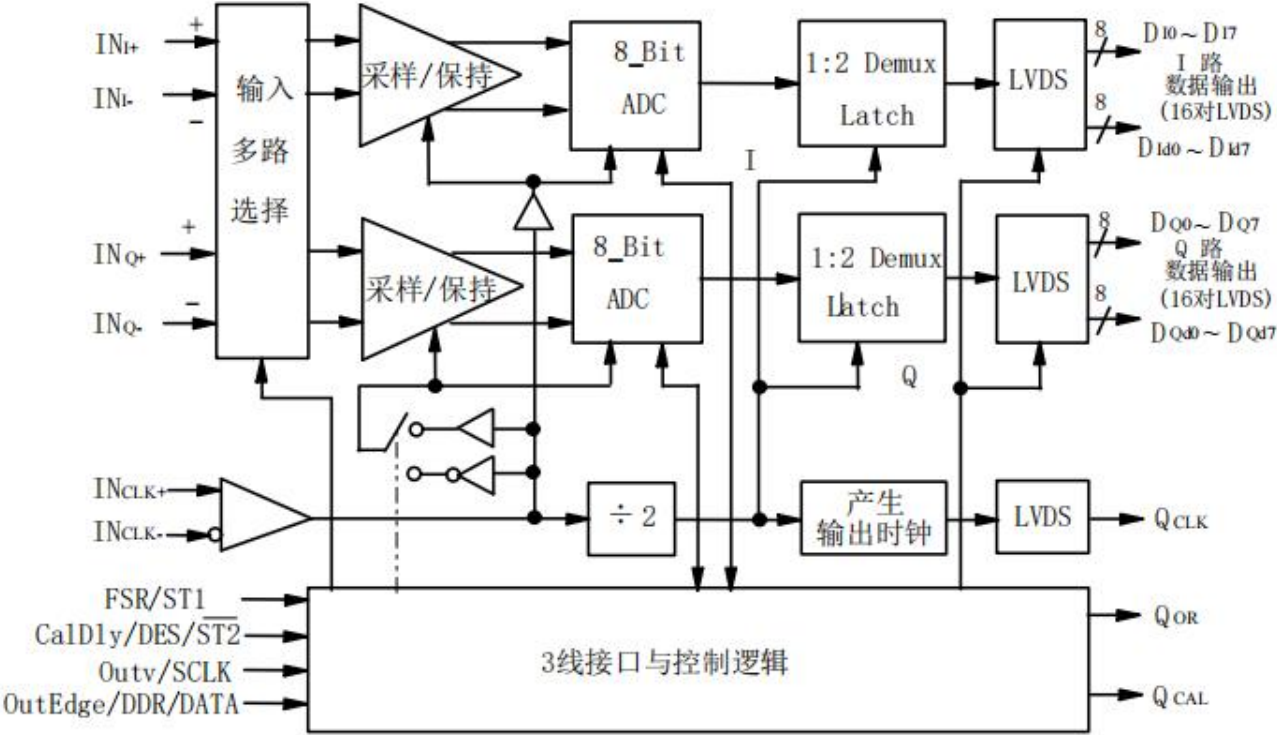 +
IN I+
IN I-
−
输入
多路
选择
采样/保持
8_Bit
ADC
1:2 Demux
Latch
LVDS
8
8
DI0～DI7
I 路
数据输出
(16对LVDS)
DId0～DId7
I
+
IN Q+
−
IN Q-
采样/保持
8_Bit
ADC
1:2 Demux
Latch
LVDS
8
8
DQ0～DQ7
Q 路
数据输出
(16对LVDS)
DQd0～DQd7
Q
INCLK+
INCLK-
÷2
产生
输出时钟
LVDS
QCLK
FSR/ST1
CalDly/DES/S̅T̅2̅
Outv/SCLK
OutEdge/DDR/DATA
3线接口与控制逻辑
QOR
QCAL